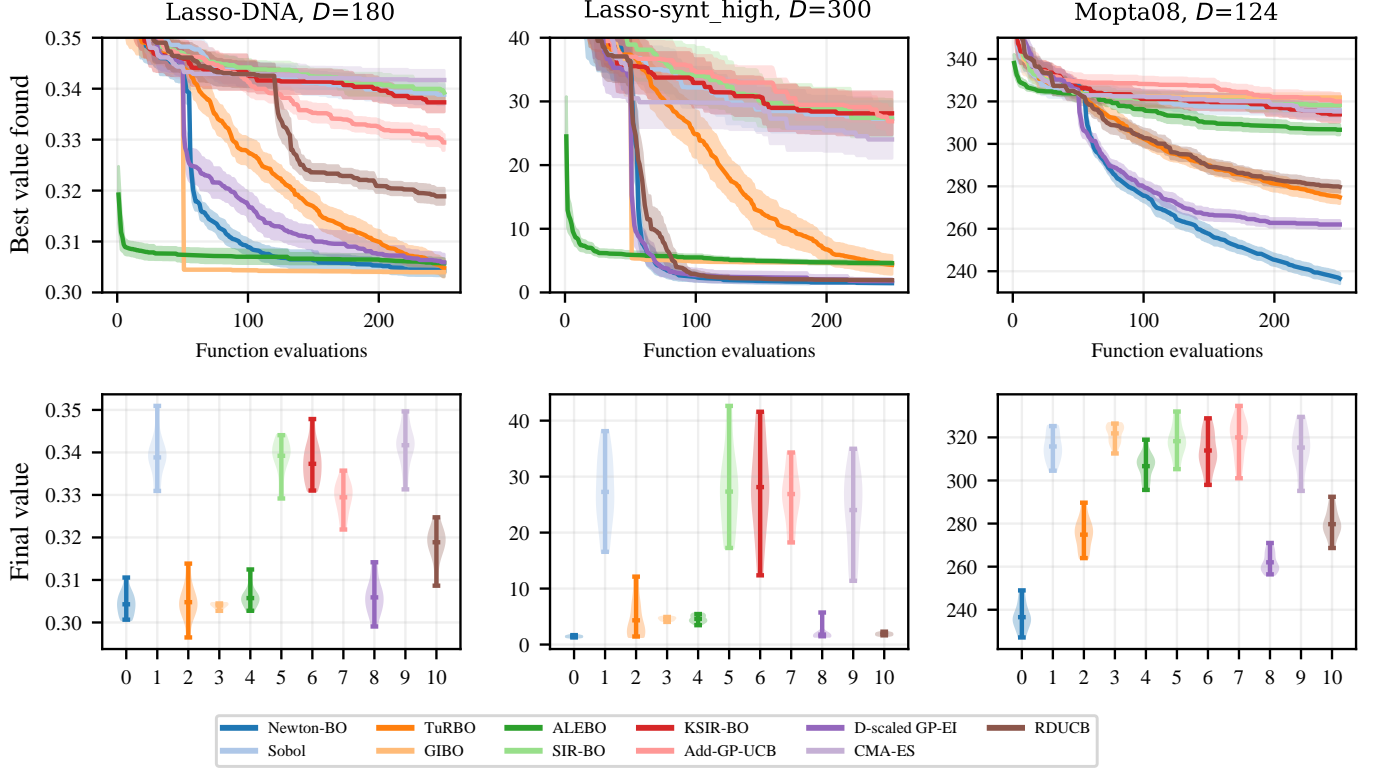 Lasso-DNA, D=180
Lasso-synt_high, D=300
Mopta08, D=124
Best value found
0.35
0.34
0.33
0.32
0.31
0.30
0 100 200
Function evaluations
40
30
20
10
0
0 100 200
Function evaluations
340
320
300
280
260
240
0 100 200
Function evaluations
Final value
0.35
0.34
0.33
0.32
0.31
0.30
0 1 2 3 4 5 6 7 8 9 10
40
30
20
10
0
0 1 2 3 4 5 6 7 8 9 10
320
300
280
260
240
0 1 2 3 4 5 6 7 8 9 10
Newton-BO TuRBO ALEBO KSIR-BO D-scaled GP-EI RDUCB
Sobol GIBO SIR-BO Add-GP-UCB CMA-ES